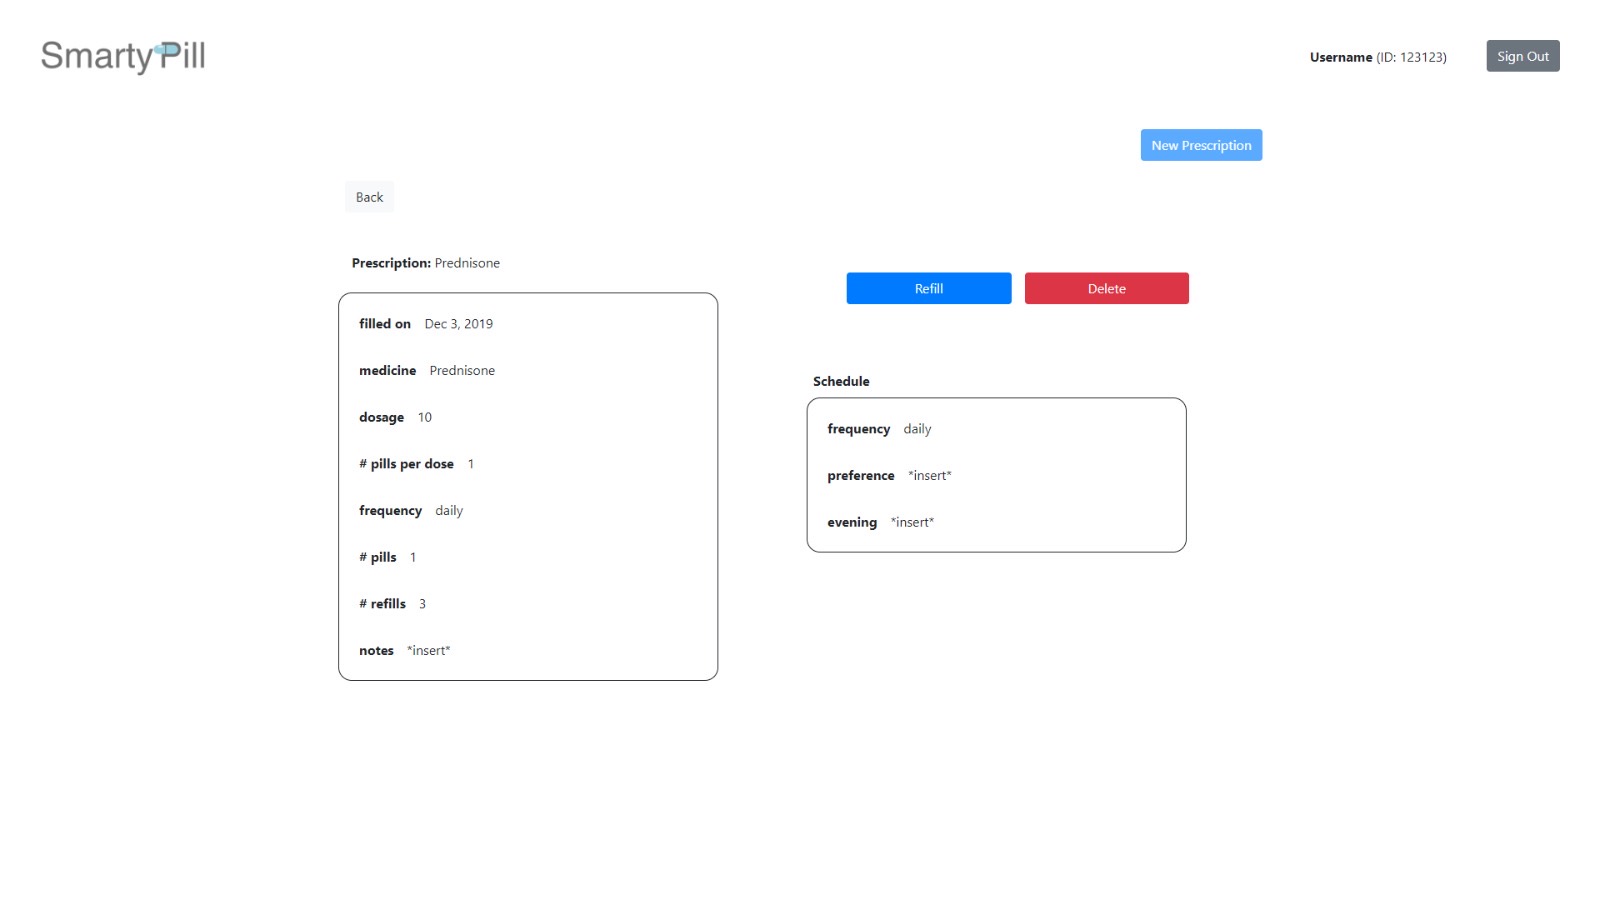 SmartyPill
Username (ID: 123123)
Sign Out
New Prescription
Back
Prescription: Prednisone
filled on Dec 3, 2019
medicine Prednisone
dosage 10
# pills per dose 1
frequency daily
# pills 1
# refills 3
notes *insert*
Refill
Delete
Schedule
frequency daily
preference *insert*
evening *insert*